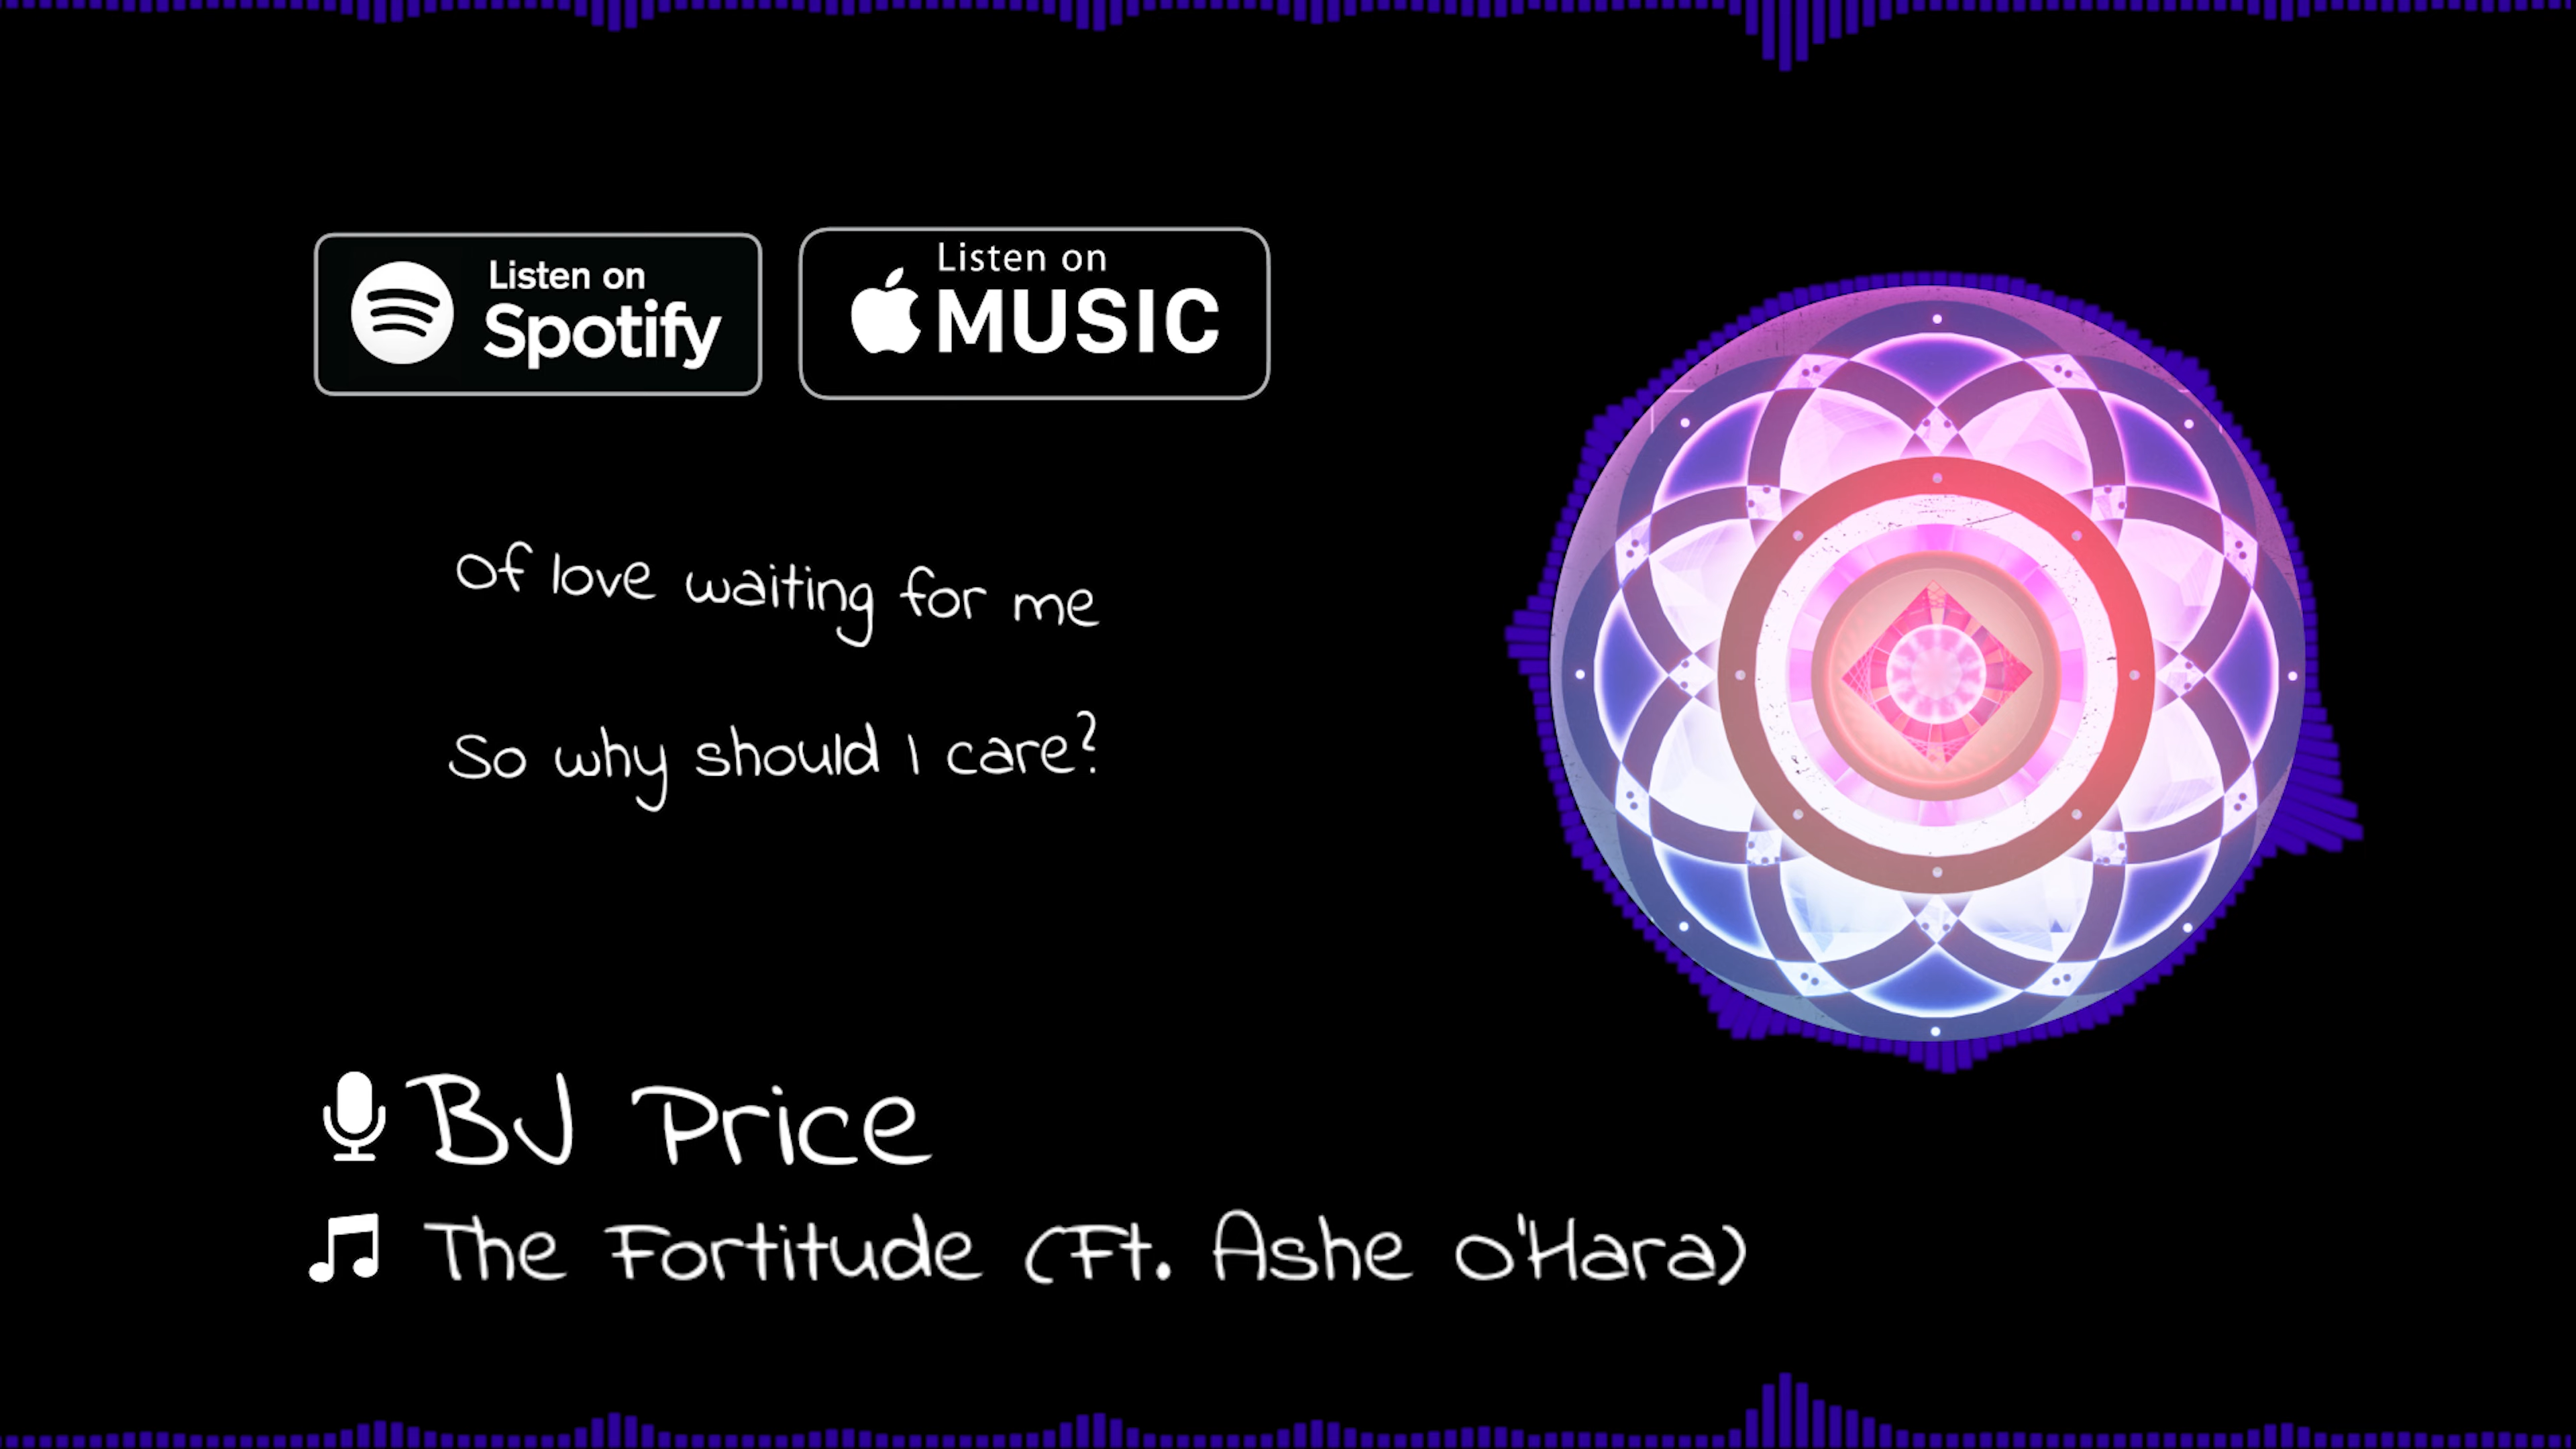 Listen on
Spotify
Listen on
MUSIC
Of love waiting for me
So why should I care?
BJ Price
The Fortitude (Ft. Ashe O'Hara)